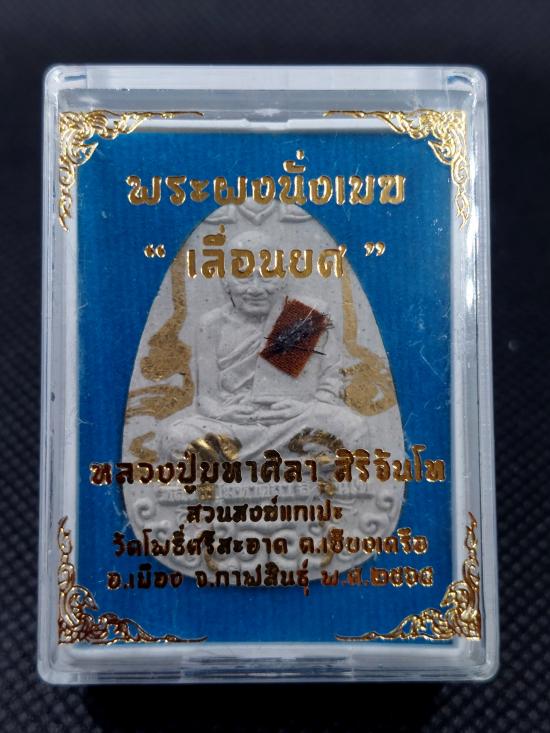 พระผงนั่งเมฆ
“ เลื่อนยศ ”
หลวงปู่มหาศิลา สิริจันโท
สวนสงฆ์แกเปะ
วัดโพธิ์ศรีสะอาด ต.เชียงเครือ
อ.เมือง จ.กาฬสินธุ์ พ.ศ.๒๕๖๕